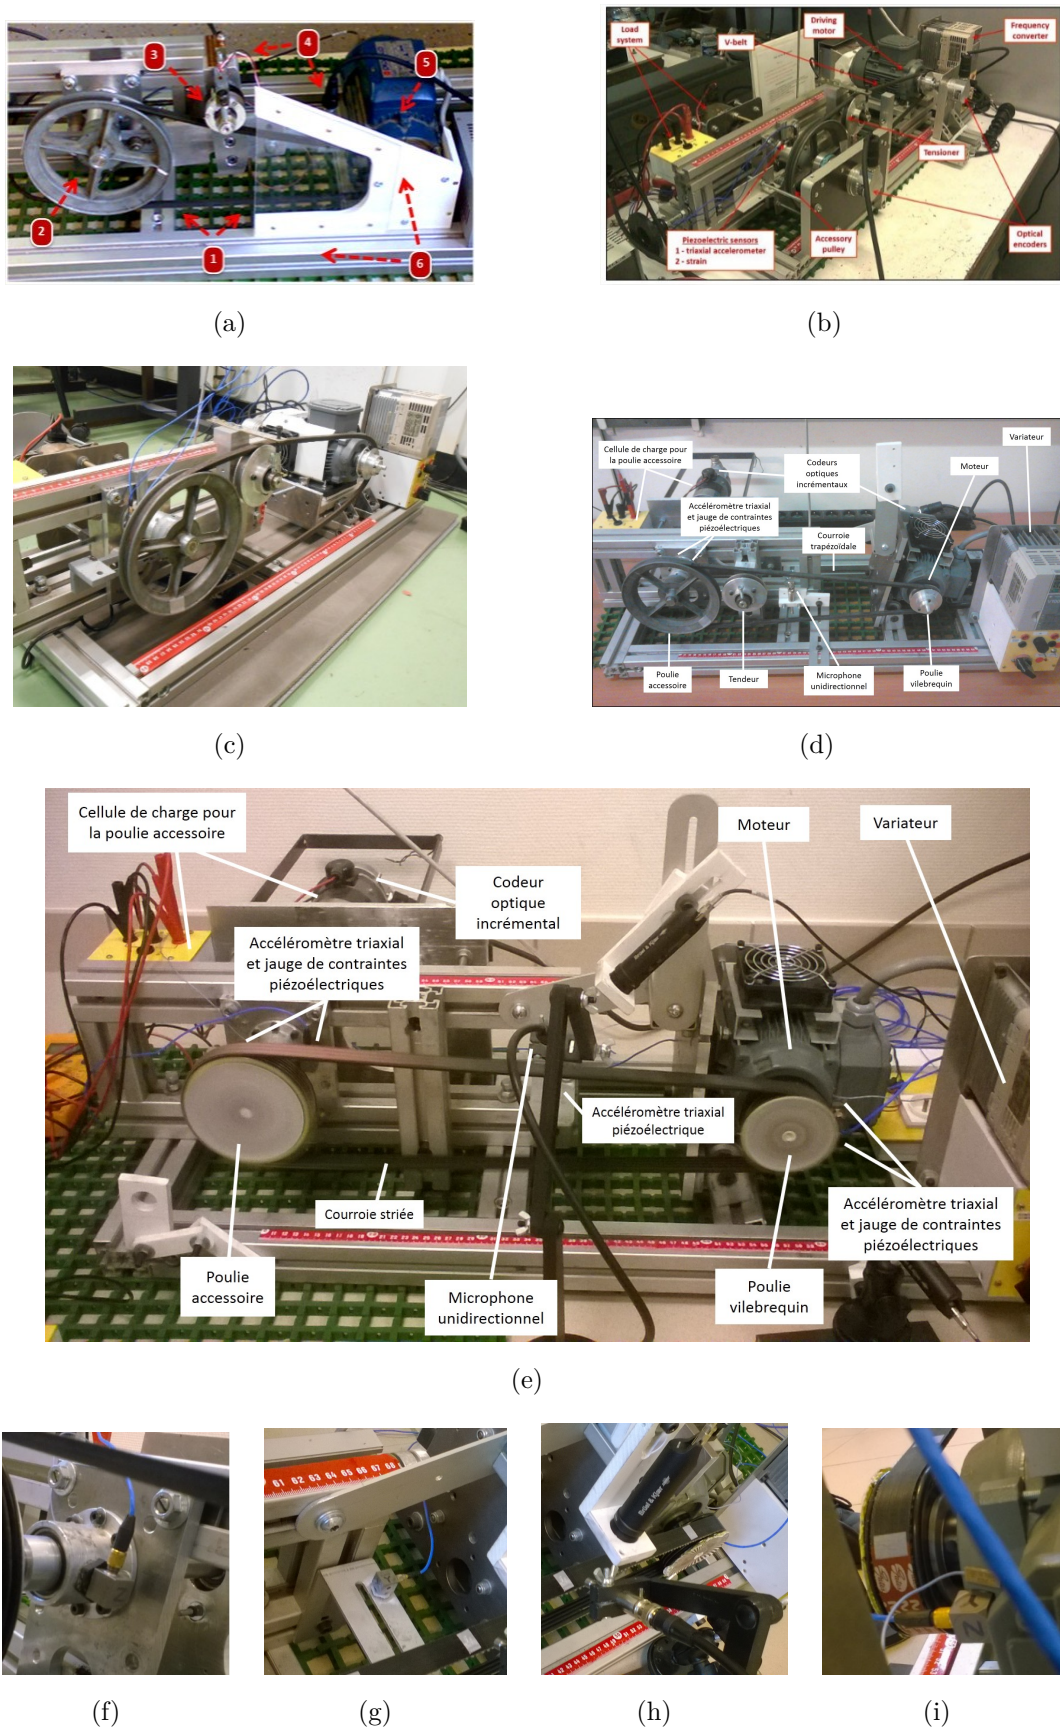 3
4
5
2
1
6
(a)
Load
system
V-belt
Driving
motor
Frequency
converter
Tensioner
Piezoelectric sensors
1 - triaxial accelerometer
2 - strain
Accessory
pulley
Optical
encoders
(b)
(c)
Cellule de charge pour
la poulie accessoire
Codeurs
optiques
incrémentaux
Variateur
Moteur
Accéléromètre triaxial
et jauge de contraintes
piézoélectriques
Courroie
trapézoïdale
Poulie
accessoire
Tendeur
Microphone
unidirectionnel
Poulie
vilebrequin
(d)
Cellule de charge pour
la poulie accessoire
Moteur
Variateur
Codeur
optique
incrémental
Accéléromètre triaxial
et jauge de contraintes
piézoélectriques
Accéléromètre triaxial
piézoélectrique
Courroie striée
Accéléromètre triaxial
et jauge de contraintes
piézoélectriques
Poulie
accessoire
Microphone
unidirectionnel
Poulie
vilebrequin
(e)
61 62 63 64 65 66 67 68
Brüel & Kjær
(f)
(g)
(h)
(i)